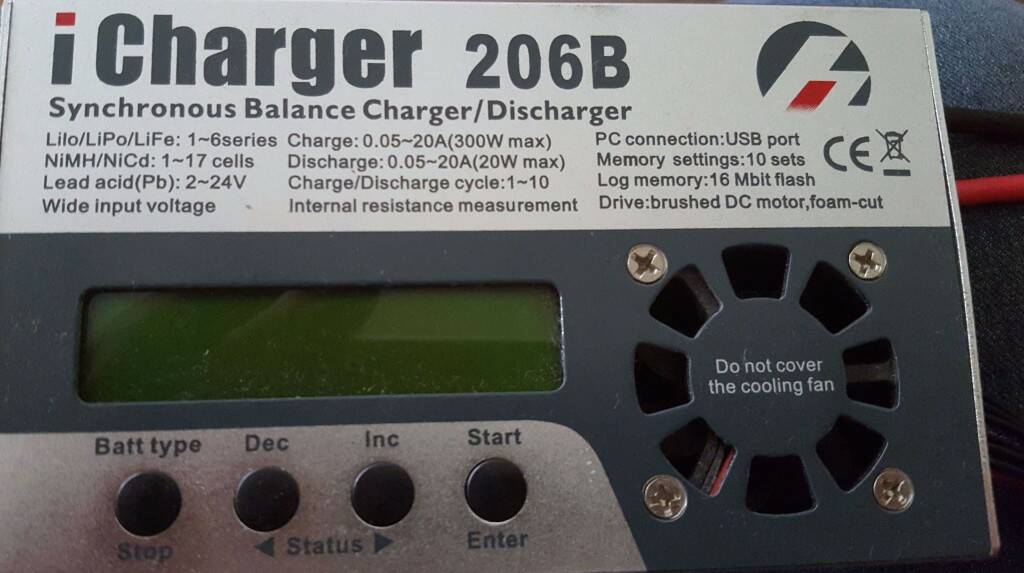 i Charger 206B
Synchronous Balance Charger/Discharger
LiIo/LiPo/LiFe: 1~6series
NiMH/NiCd: 1~17 cells
Lead acid(Pb): 2~24V
Wide input voltage
Charge: 0.05~20A(300W max)
Discharge: 0.05~20A(20W max)
Charge/Discharge cycle:1~10
Internal resistance measurement
PC connection:USB port
Memory settings:10 sets
Log memory:16 Mbit flash
Drive:brushed DC motor,foam-cut
CE
Do not cover
the cooling fan
Batt type Dec Inc Start
Stop ◀ Status ▶ Enter